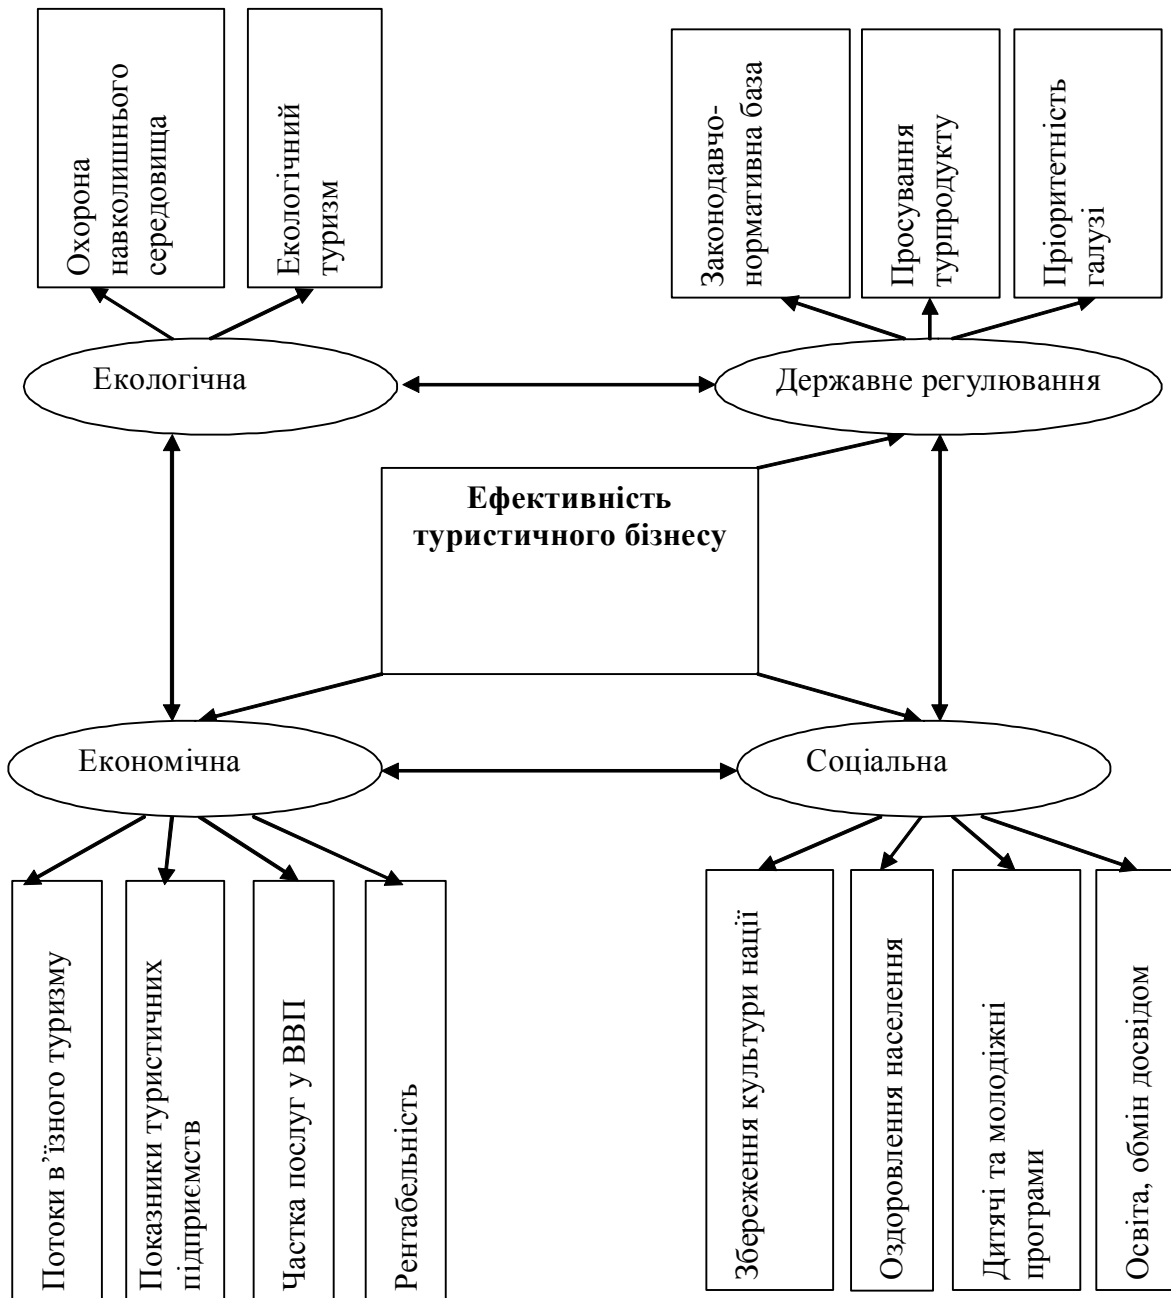 Охорона
навколишнього
середовища
Екологічний
туризм
Законодавчо-
нормативна база
Просування
турпродукту
Пріоритетність
галузі
Екологічна
Державне регулювання
Ефективність
туристичного бізнесу
Економічна
Соціальна
Потоки в’їзного туризму
Показники туристичних
підприємств
Частка послуг у ВВП
Рентабельність
Збереження культури нації
Оздоровлення населення
Дитячі та молодіжні
програми
Освіта, обмін досвідом